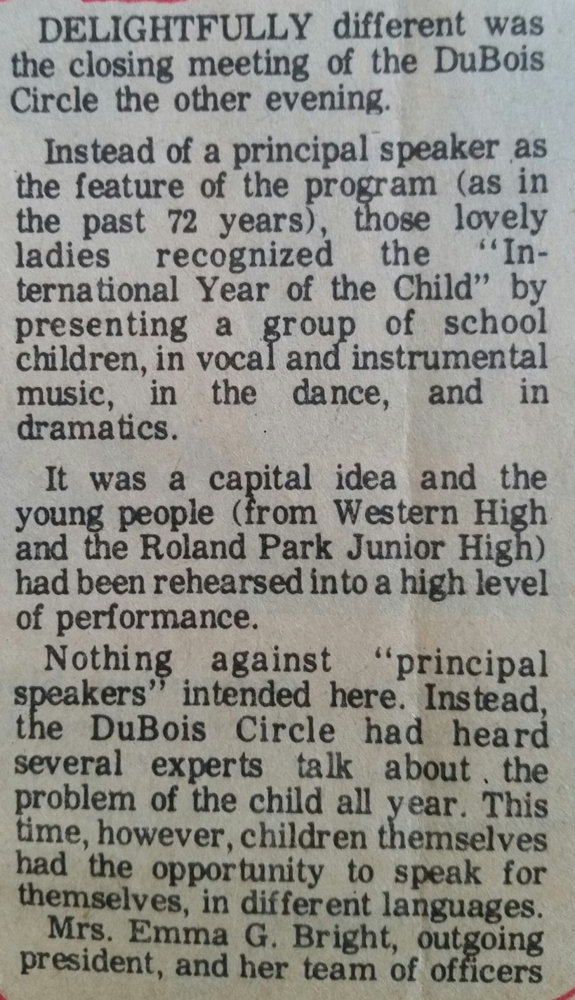 DELIGHTFULLY different was
the closing meeting of the DuBois
Circle the other evening.
Instead of a principal speaker as
the feature of the program (as in
the past 72 years), those lovely
ladies recognized the “In-
ternational Year of the Child” by
presenting a group of school
children, in vocal and instrumental
music, in the dance, and in
dramatics.
It was a capital idea and the
young people (from Western High
and the Roland Park Junior High)
had been rehearsed into a high level
of performance.
Nothing against “principal
speakers” intended here. Instead,
the DuBois Circle had heard
several experts talk about . the
problem of the child all year. This
time, however, children themselves
had the opportunity to speak for
themselves, in different languages.
Mrs. Emma G. Bright, outgoing
president, and her team of officers